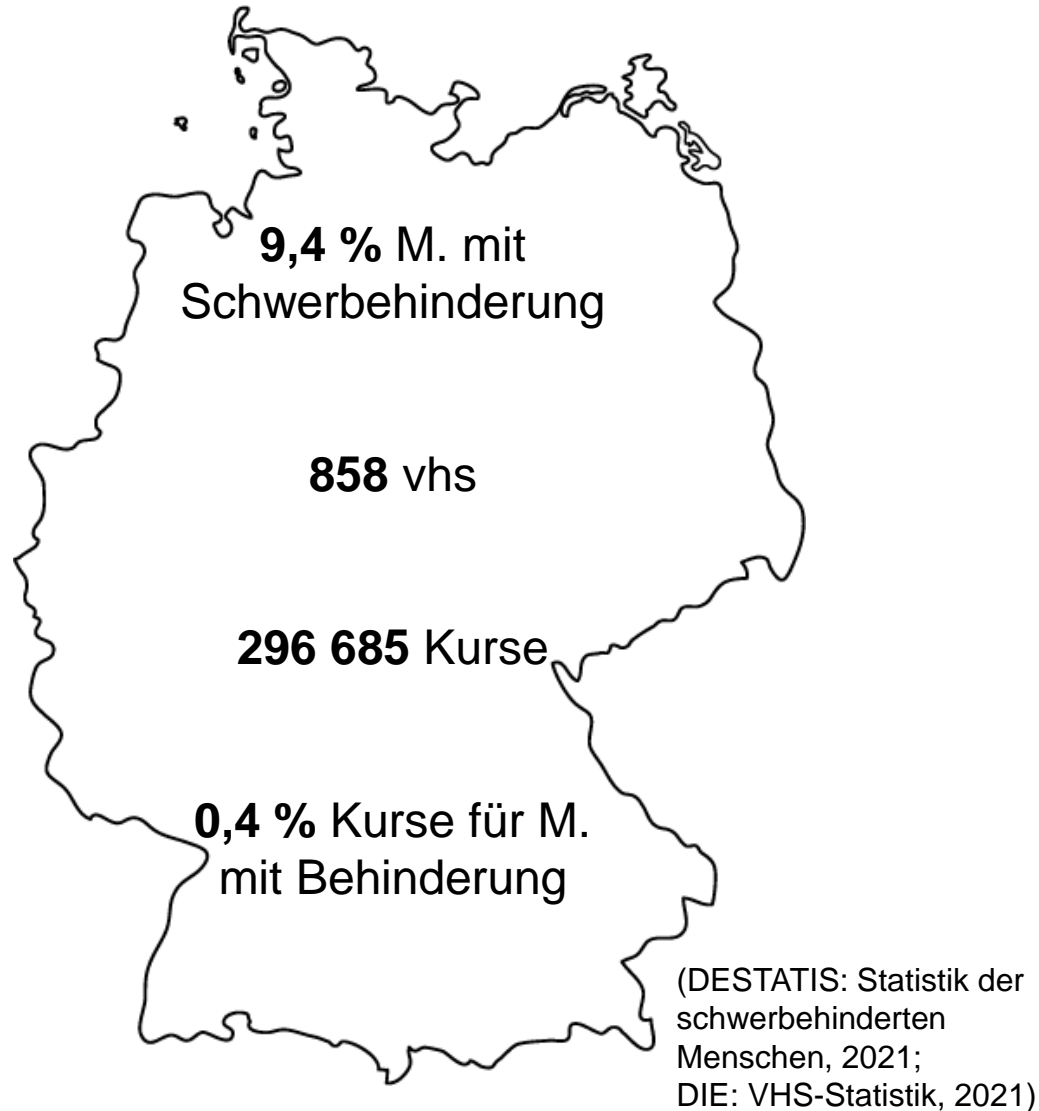 9,4 % M. mit
Schwerbehinderung
858 vhs
296 685 Kurse
0,4 % Kurse für M.
mit Behinderung
(DESTATIS: Statistik der
schwerbehinderten
Menschen, 2021;
DIE: VHS-Statistik, 2021)